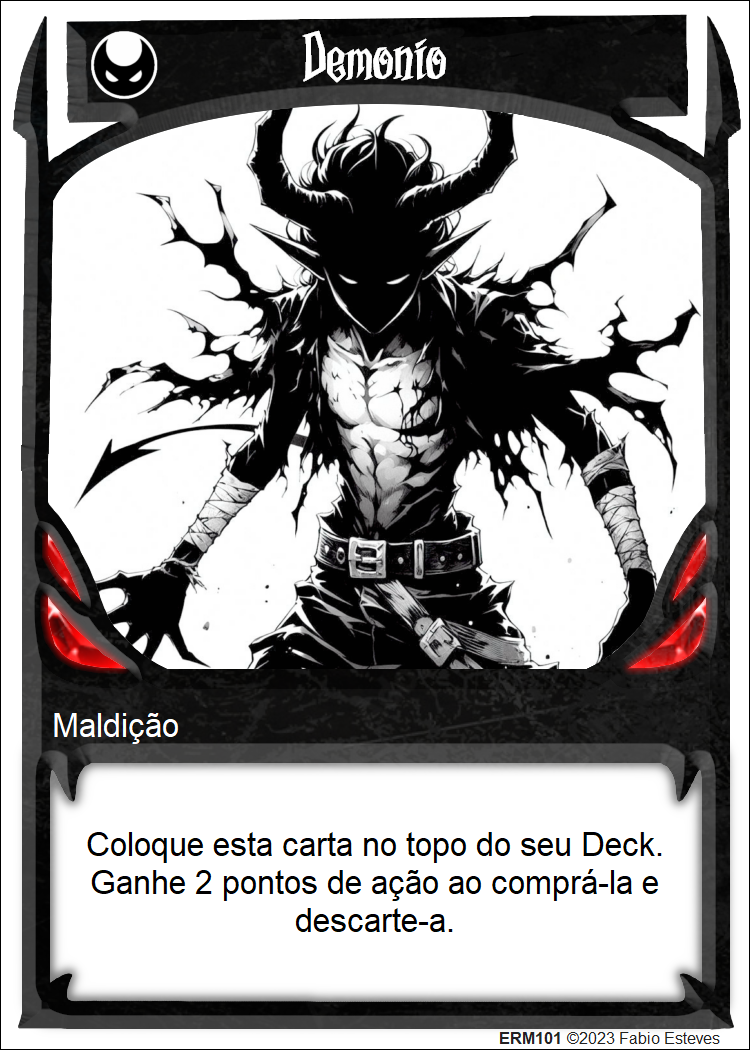 Demonio
Maldição
Coloque esta carta no topo do seu Deck.
Ganhe 2 pontos de ação ao comprá-la e
descarte-a.
ERM101 ©2023 Fabio Esteves